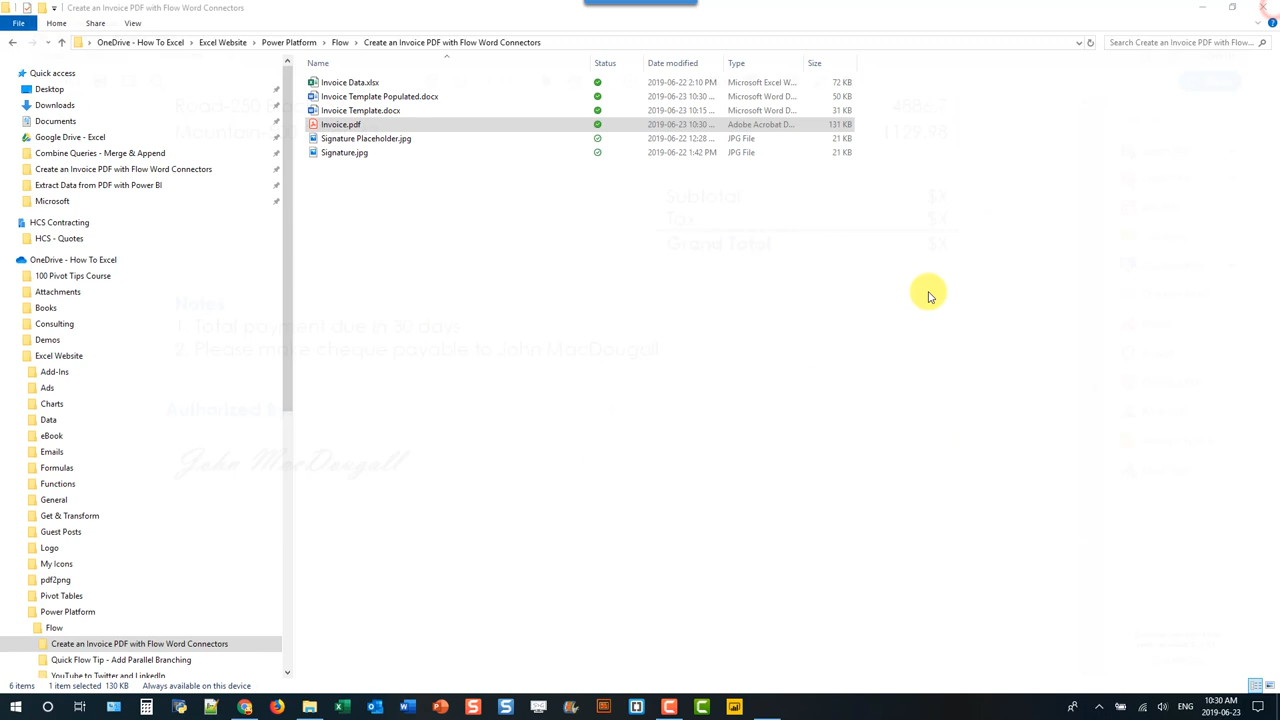 Create an Invoice PDF with Flow Word Connectors
File Home Share View
OneDrive - How To Excel Excel Website Power Platform Flow Create an Invoice PDF with Flow Word Connectors Search Create an Invoice PDF with Flow...
Name Status Date modified Type Size
Quick access
Desktop
Downloads
Documents
Google Drive - Excel
Combine Queries - Merge & Append
Create an Invoice PDF with Flow Word Connectors
Extract Data from PDF with Power BI
Microsoft
HCS Contracting
HCS - Quotes
OneDrive - How To Excel
100 Pivot Tips Course
Attachments
Books
Consulting
Demos
Excel Website
Add-Ins
Ads
Charts
Data
eBook
Emails
Formulas
Functions
General
Get & Transform
Guest Posts
Logo
My Icons
pdf2png
Pivot Tables
Power Platform
Flow
Create an Invoice PDF with Flow Word Connectors
Quick Flow Tip - Add Parallel Branching
YouTube to Twitter and LinkedIn
Invoice Data.xlsx 2019-06-22 2:10 PM Microsoft Excel W... 72 KB
Invoice Template Populated.docx 2019-06-23 10:30 ... Microsoft Word D... 50 KB
Invoice Template.docx 2019-06-23 10:15 ... Microsoft Word D... 31 KB
Invoice.pdf 2019-06-23 10:30 ... Adobe Acrobat D... 131 KB
Signature Placeholder.jpg 2019-06-22 12:28 ... JPG File 21 KB
Signature.jpg 2019-06-22 1:42 PM JPG File 21 KB
Subtotal $X
Tax $X
Grand Total $X
Notes
1. Total payment due in 30 days
2. Please make cheque payable to John MacDougall
Authorized B
John MacDougall
6 items 1 item selected 130 KB Always available on this device
ENG 10:30 AM
2019-06-23